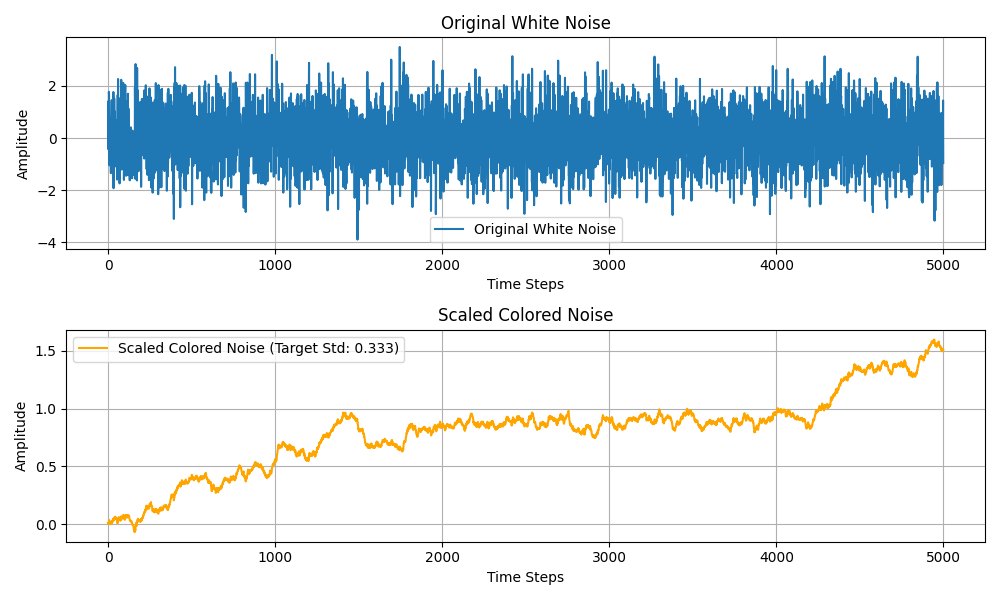 Original White Noise
Amplitude
2
0
−2
−4
Original White Noise
0
1000
2000
3000
4000
5000
Time Steps
Scaled Colored Noise
Amplitude
1.5
1.0
0.5
0.0
Scaled Colored Noise (Target Std: 0.333)
0
1000
2000
3000
4000
5000
Time Steps